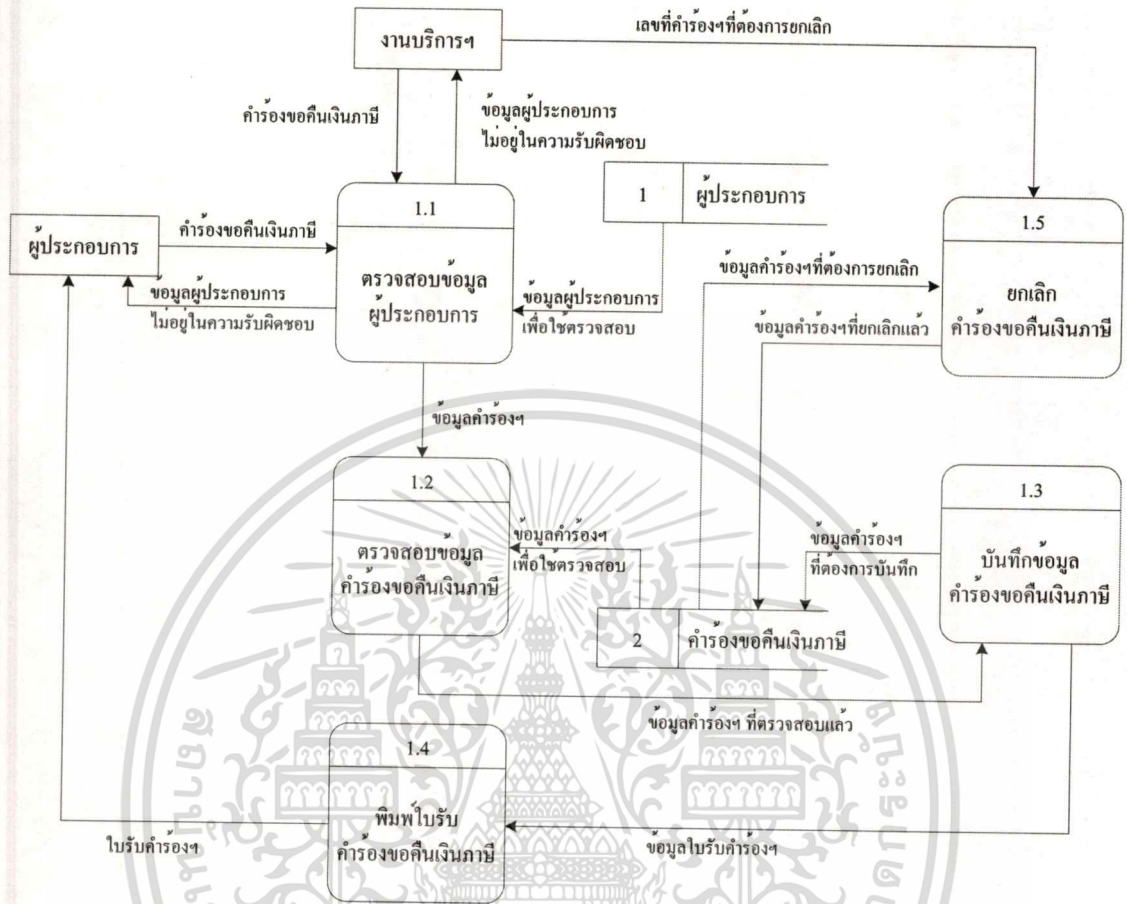 เลขที่คำร้องฯที่ต้องการยกเลิก
งานบริการฯ
คำร้องขอคืนเงินภาษี
ข้อมูลผู้ประกอบการ
ไม่อยู่ในความรับผิดชอบ
1
ผู้ประกอบการ
1.1
ตรวจสอบข้อมูล
ผู้ประกอบการ
1.5
ยกเลิก
คำร้องขอคืนเงินภาษี
ผู้ประกอบการ
คำร้องขอคืนเงินภาษี
ข้อมูลผู้ประกอบการ
ไม่อยู่ในความรับผิดชอบ
ข้อมูลผู้ประกอบการ
เพื่อใช้ตรวจสอบ
ข้อมูลคำร้องฯที่ต้องการยกเลิก
ข้อมูลคำร้องฯที่ยกเลิกแล้ว
ข้อมูลคำร้องฯ
1.2
ตรวจสอบข้อมูล
คำร้องขอคืนเงินภาษี
ข้อมูลคำร้องฯ
เพื่อใช้ตรวจสอบ
ข้อมูลคำร้องฯ
ที่ต้องการบันทึก
1.3
บันทึกข้อมูล
คำร้องขอคืนเงินภาษี
2
คำร้องขอคืนเงินภาษี
ข้อมูลคำร้องฯ ที่ตรวจสอบแล้ว
1.4
พิมพ์ใบรับ
คำร้องขอคืนเงินภาษี
ใบรับคำร้องฯ
ข้อมูลใบรับคำร้องฯ